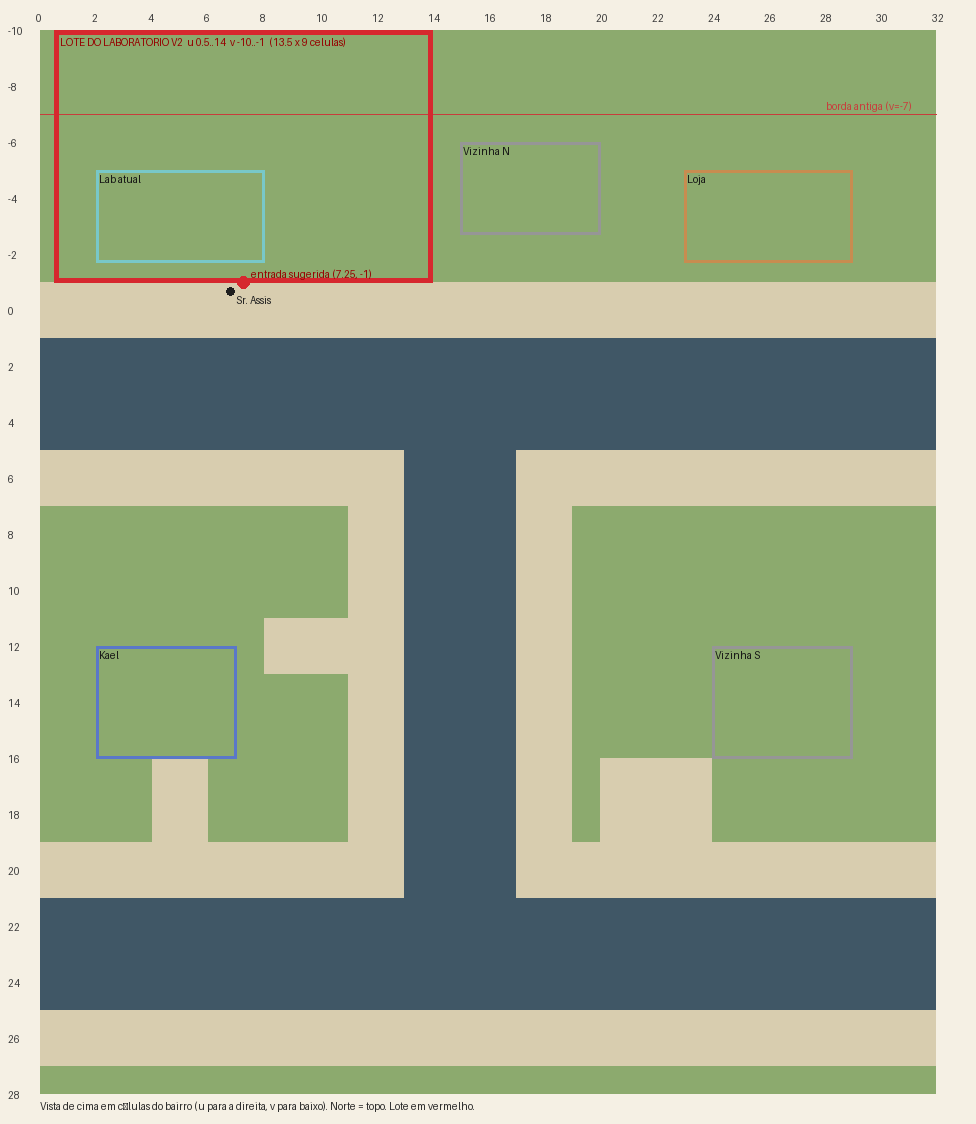 0 2 4 6 8 10 12 14 16 18 20 22 24 26 28 30 32
-10
LOTE DO LABORATORIO V2 u 0.5..14 v -10..-1 (13.5 x 9 celulas)
-8
borda antiga (v=-7)
-6
Vizinha N
Lab atual
Loja
-4
-2
entrada sugerida (7.25, -1)
Sr. Assis
0
2
4
6
8
10
12
Kael
Vizinha S
14
16
18
20
22
24
26
28
Vista de cima em c□lulas do bairro (u para a direita, v para baixo). Norte = topo. Lote em vermelho.